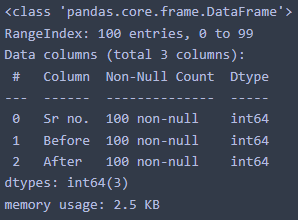 <class 'pandas.core.frame.DataFrame'>
RangeIndex: 100 entries, 0 to 99
Data columns (total 3 columns):
 #   Column  Non-Null Count  Dtype
---  ------  --------------  -----
 0   Sr no.  100 non-null    int64
 1   Before  100 non-null    int64
 2   After   100 non-null    int64
dtypes: int64(3)
memory usage: 2.5 KB